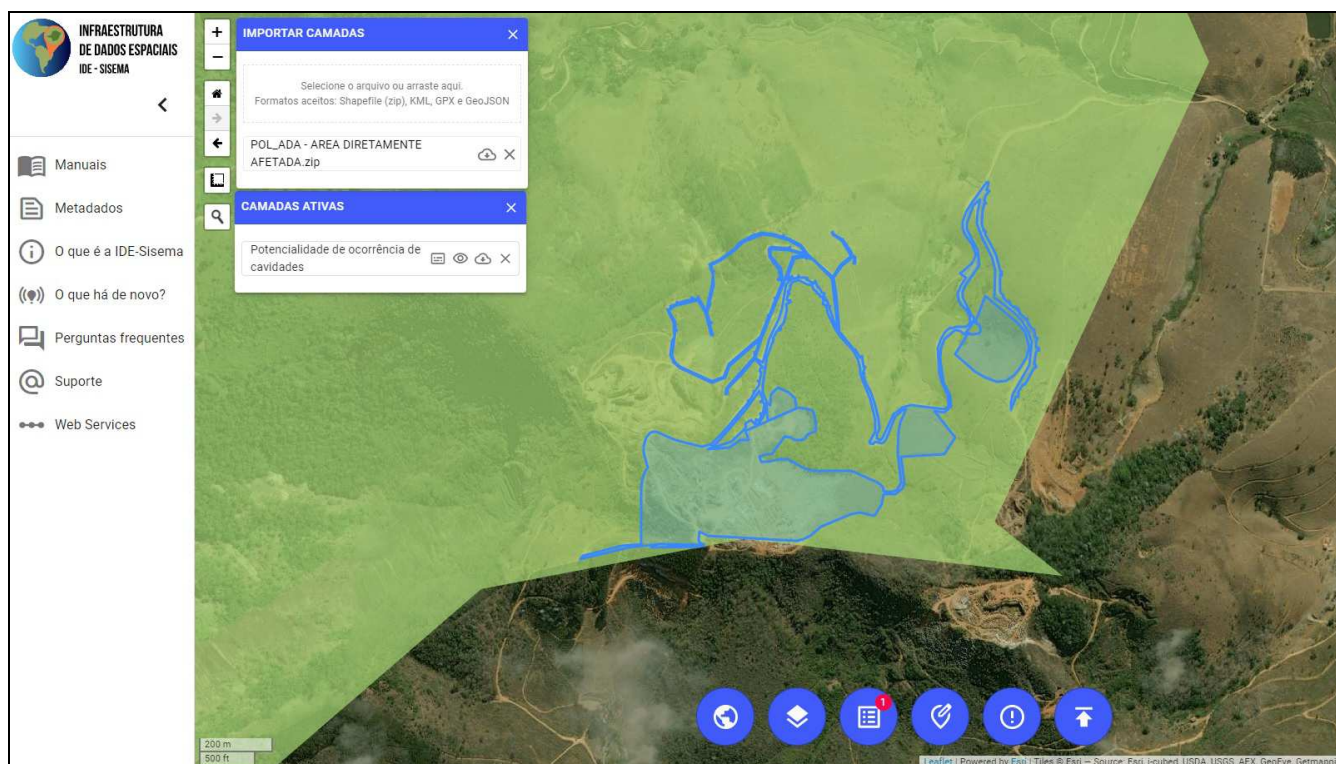 INFRAESTRUTURA
DE DADOS ESPACIAIS
IDE - SISEMA
Manuais
Metadados
O que é a IDE-Sisema
O que há de novo?
Perguntas frequentes
Suporte
Web Services
+
−
IMPORTAR CAMADAS
Selecione o arquivo ou arraste aqui.
Formatos aceitos: Shapefile (zip), KML, GPX e GeoJSON
POL_ADA - AREA DIRETAMENTE
AFETADA.zip
CAMADAS ATIVAS
Potencialidade de ocorrência de
cavidades
1
200 m
500 ft
Leaflet | Powered by Esri | Tiles © Esri — Source: Esri, i-cubed, USDA, USGS, AEX, GeoEye, Getmappi